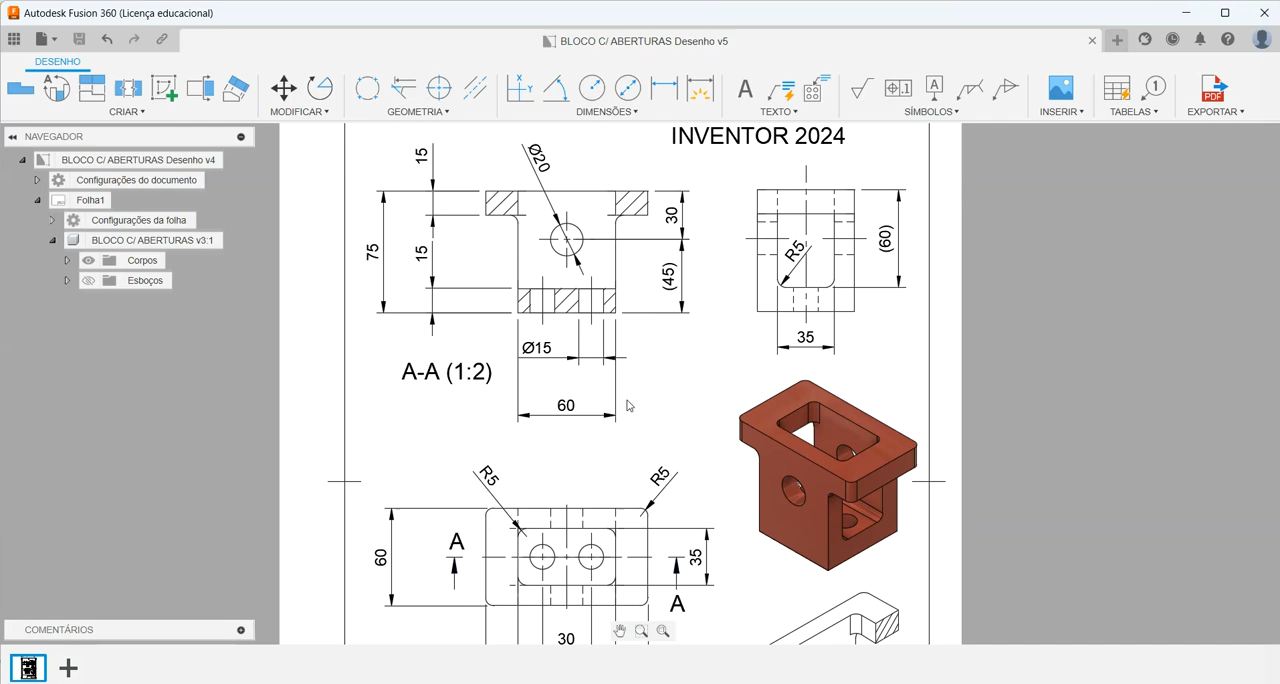 Autodesk Fusion 360 (Licença educacional)
BLOCO C/ ABERTURAS Desenho v5
DESENHO
CRIAR
MODIFICAR
GEOMETRIA
DIMENSÕES
TEXTO
SÍMBOLOS
INSERIR
TABELAS
EXPORTAR
NAVEGADOR
BLOCO C/ ABERTURAS Desenho v4
Configurações do documento
Folha1
Configurações da folha
BLOCO C/ ABERTURAS v3:1
Corpos
Esboços
INVENTOR 2024
15
Ø20
30
75
15
(45)
R5
(60)
Ø15
35
A-A (1:2)
60
R5
R5
60
A
35
A
30
COMENTÁRIOS